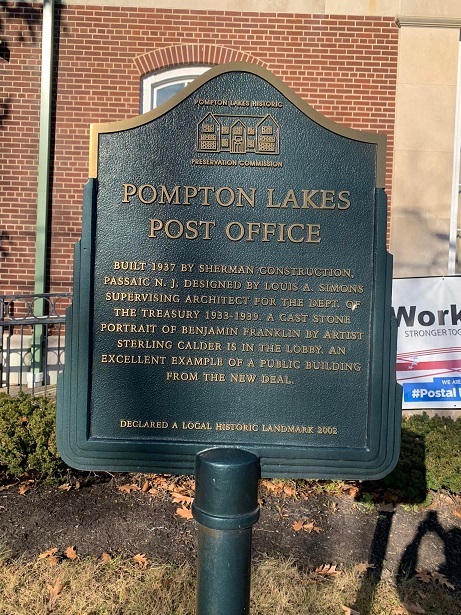 POMPTON LAKES HISTORIC
PRESERVATION COMMISSION
POMPTON LAKES
POST OFFICE
BUILT 1937 BY SHERMAN CONSTRUCTION,
PASSAIC N. J. DESIGNED BY LOUIS A. SIMONS
SUPERVISING ARCHITECT FOR THE DEPT. OF
THE TREASURY 1933-1939. A CAST STONE
PORTRAIT OF BENJAMIN FRANKLIN BY ARTIST
STERLING CALDER IS IN THE LOBBY. AN
EXCELLENT EXAMPLE OF A PUBLIC BUILDING
FROM THE NEW DEAL.
DECLARED A LOCAL HISTORIC LANDMARK 2002
Work
STRONGER TOG
WE ARE
#Postal